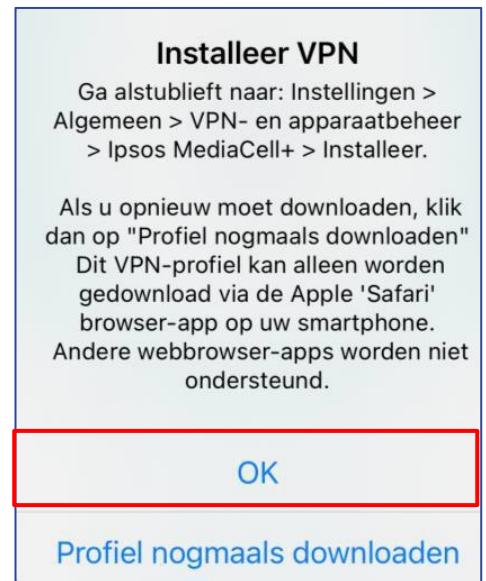 Installeer VPN
Ga alstublieft naar: Instellingen >
Algemeen > VPN- en apparaatbeheer
> Ipsos MediaCell+ > Installeer.
Als u opnieuw moet downloaden, klik
dan op "Profiel nogmaals downloaden"
Dit VPN-profiel kan alleen worden
gedownload via de Apple 'Safari'
browser-app op uw smartphone.
Andere webbrowser-apps worden niet
ondersteund.
OK
Profiel nogmaals downloaden